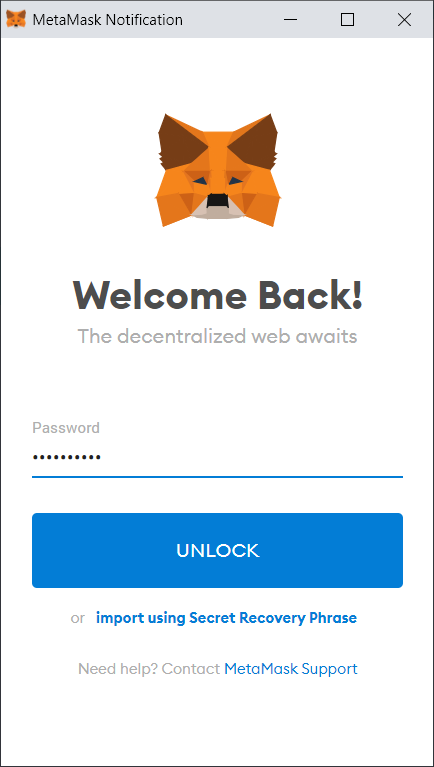 MetaMask Notification
Welcome Back!
The decentralized web awaits
Password
••••••••••
UNLOCK
or import using Secret Recovery Phrase
Need help? Contact MetaMask Support